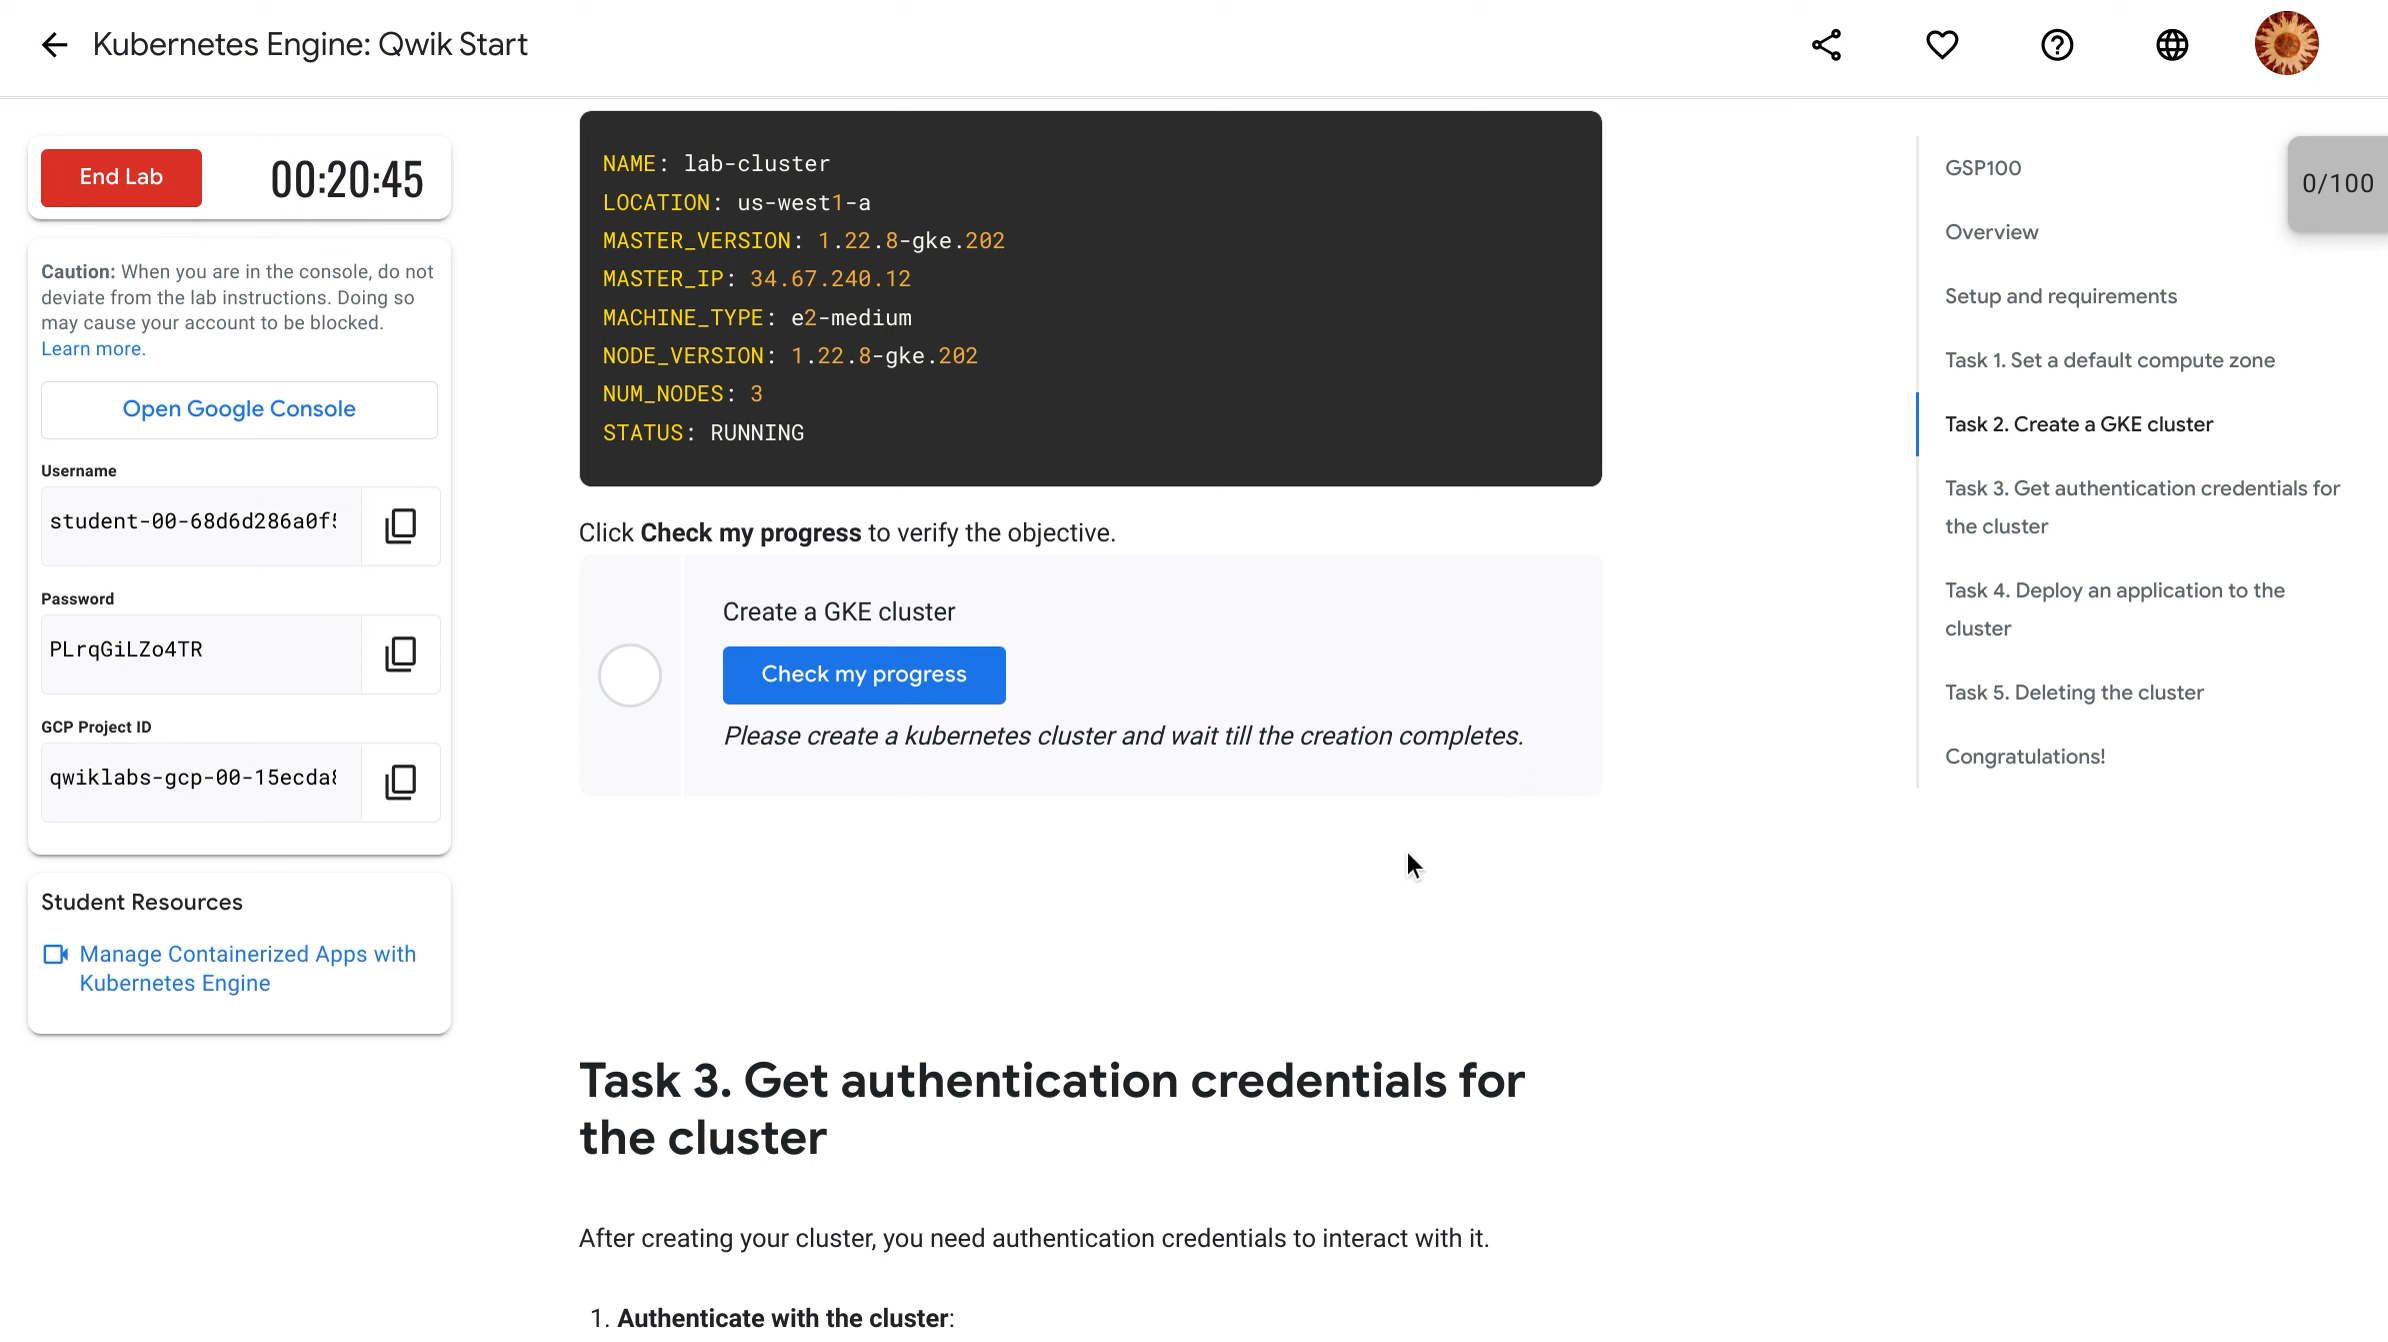 Kubernetes Engine: Qwik Start
End Lab
00:20:45
Caution: When you are in the console, do not
deviate from the lab instructions. Doing so
may cause your account to be blocked.
Learn more.
Open Google Console
Username
student-00-68d6d286a0f
Password
PLrqGiLZo4TR
GCP Project ID
qwiklabs-gcp-00-15ecda
Student Resources
Manage Containerized Apps with
Kubernetes Engine
NAME: lab-cluster
LOCATION: us-west1-a
MASTER_VERSION: 1.22.8-gke.202
MASTER_IP: 34.67.240.12
MACHINE_TYPE: e2-medium
NODE_VERSION: 1.22.8-gke.202
NUM_NODES: 3
STATUS: RUNNING
Click Check my progress to verify the objective.
Create a GKE cluster
Check my progress
Please create a kubernetes cluster and wait till the creation completes.
Task 3. Get authentication credentials for
the cluster
After creating your cluster, you need authentication credentials to interact with it.
1. Authenticate with the cluster:
GSP100
Overview
Setup and requirements
Task 1. Set a default compute zone
Task 2. Create a GKE cluster
Task 3. Get authentication credentials for
the cluster
Task 4. Deploy an application to the
cluster
Task 5. Deleting the cluster
Congratulations!
0/100